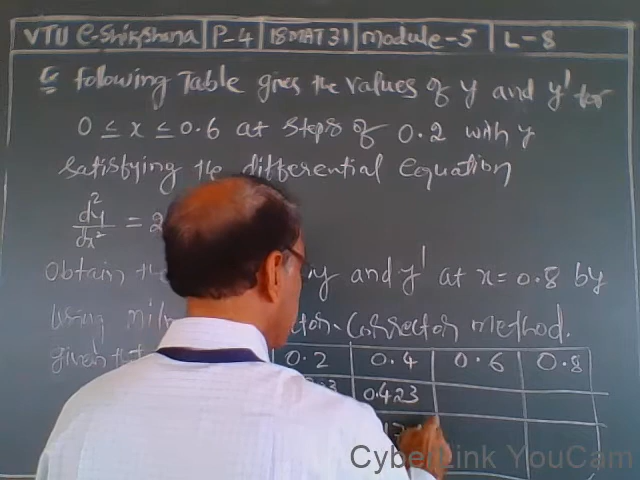 VTU e-Shikshana P-4 18MAT31 module-5 L-8
following Table gives the values of y and y' for
0 ≤ x ≤ 0.6 at steps of 0.2 with y
satisfying the differential Equation
d²y/dx² = 2
Obtain the y and y' at x = 0.8 by
using Corrector method.
given
0.2 0.4 0.6 0.8
0.423
CyberLink YouCam